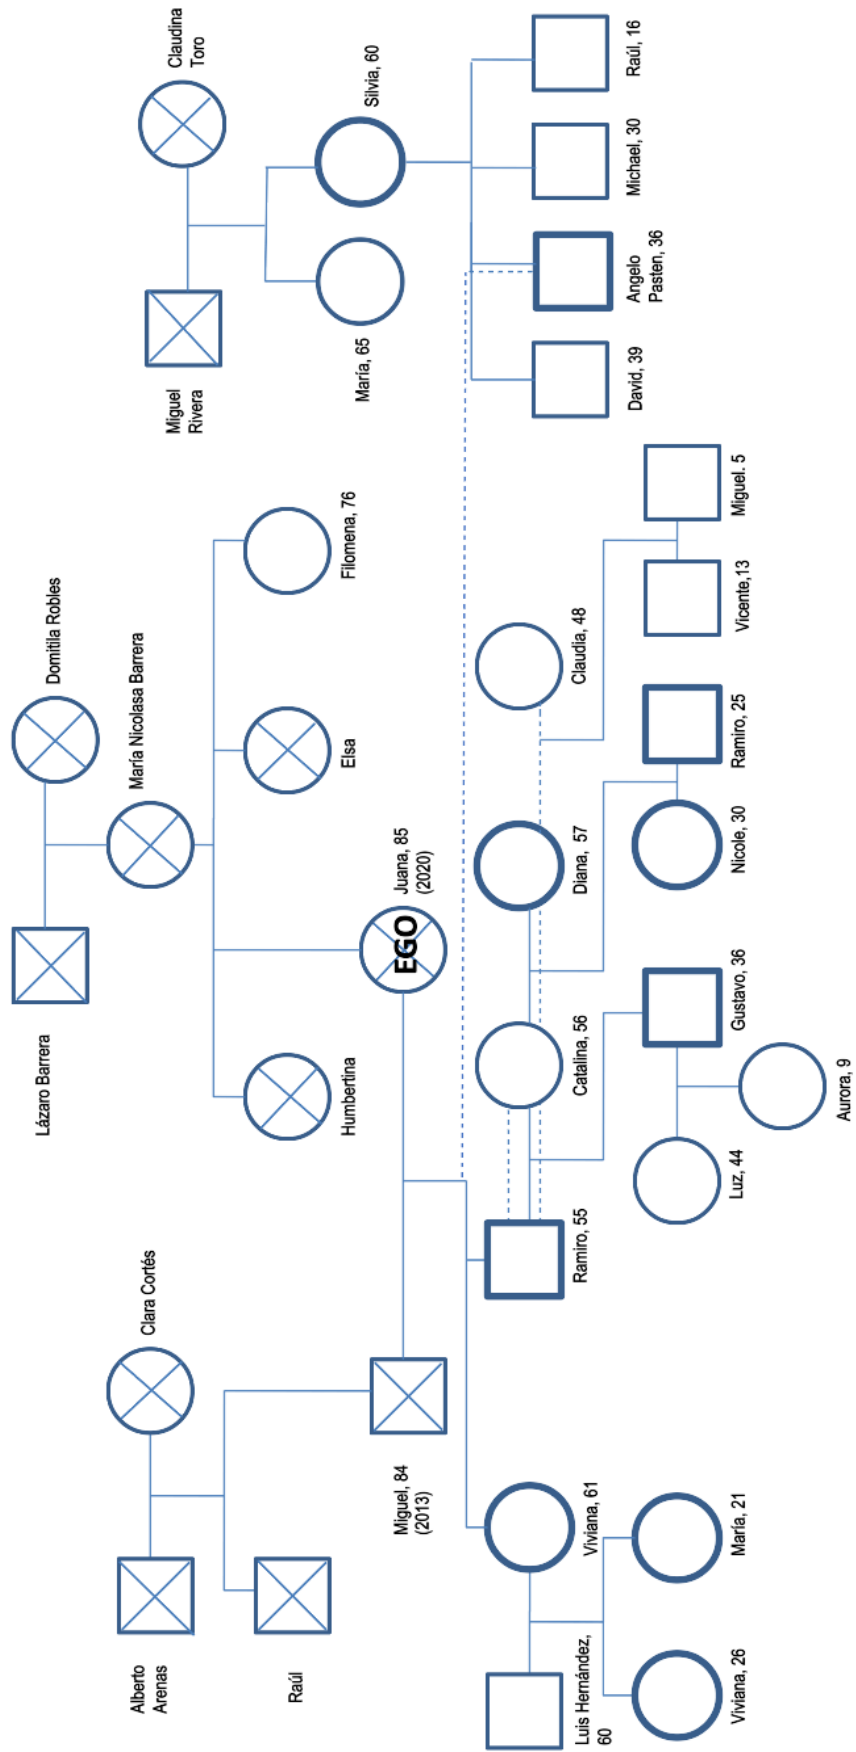 Lázaro Barrera
Domitila Robles
María Nicolasa Barrera
Alberto
Arenas
Clara Cortés
Miguel
Rivera
Claudina
Toro
Raúl
Humbertina
Elsa
Filomena, 76
María, 65
Silvia, 60
Miguel, 84
(2013)
EGO
Juana, 85
(2020)
Luis Hernández,
60
Viviana, 61
Ramiro, 55
Catalina, 56
Diana, 57
Claudia, 48
David, 39
Angelo
Pasten, 36
Michael, 30
Raúl, 16
Viviana, 26
María, 21
Luz, 44
Gustavo, 36
Nicole, 30
Ramiro, 25
Vicente,13
Miguel. 5
Aurora, 9